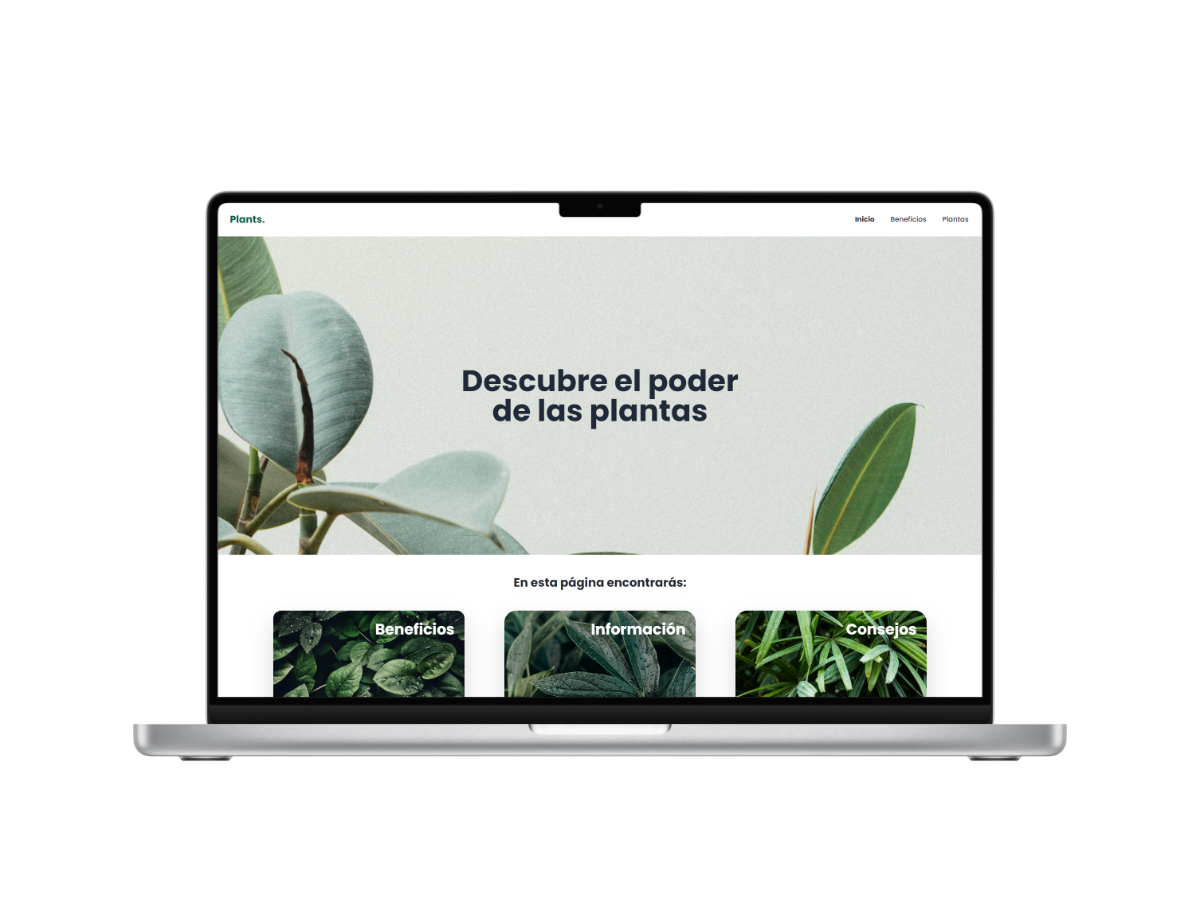 Plants.
Inicio Beneficios Plantas
Descubre el poder
de las plantas
En esta página encontrarás:
Beneficios
Información
Consejos